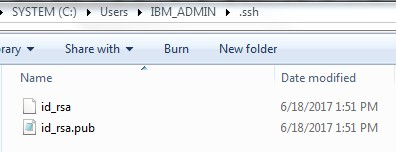 SYSTEM (C:) ▸ Users ▸ IBM_ADMIN ▸ .ssh
Share with Burn New folder
Name Date modified
id_rsa 6/18/2017 1:51 PM
id_rsa.pub 6/18/2017 1:51 PM